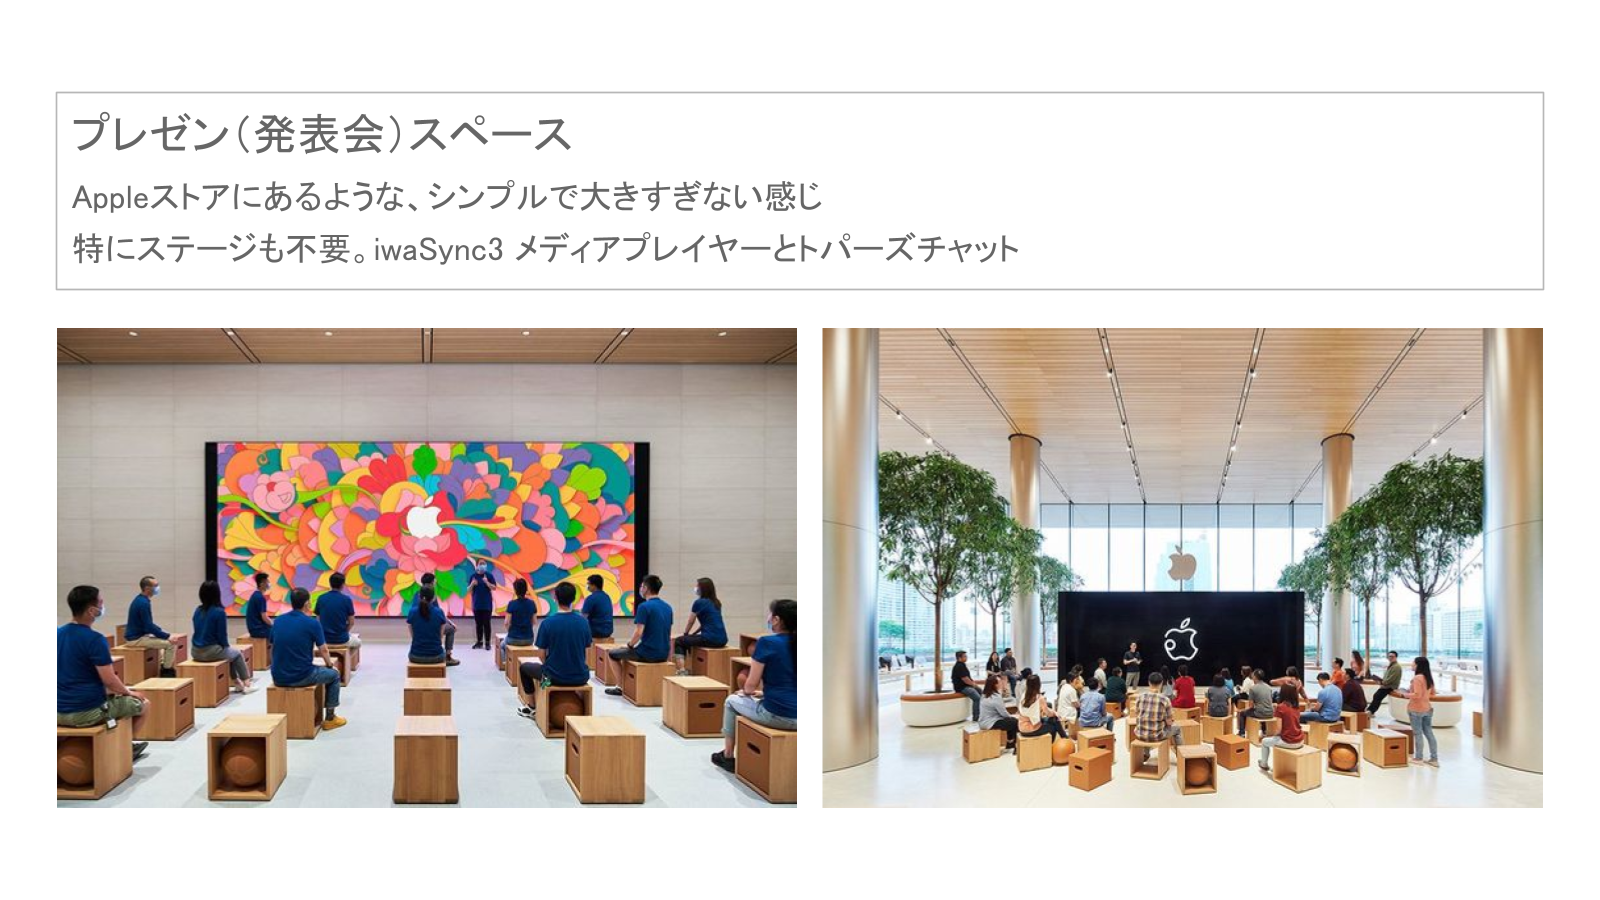 プレゼン（発表会）スペース
Appleストアにあるような、シンプルで大きすぎない感じ
特にステージも不要。iwaSync3 メディアプレイヤーとトパーズチャット